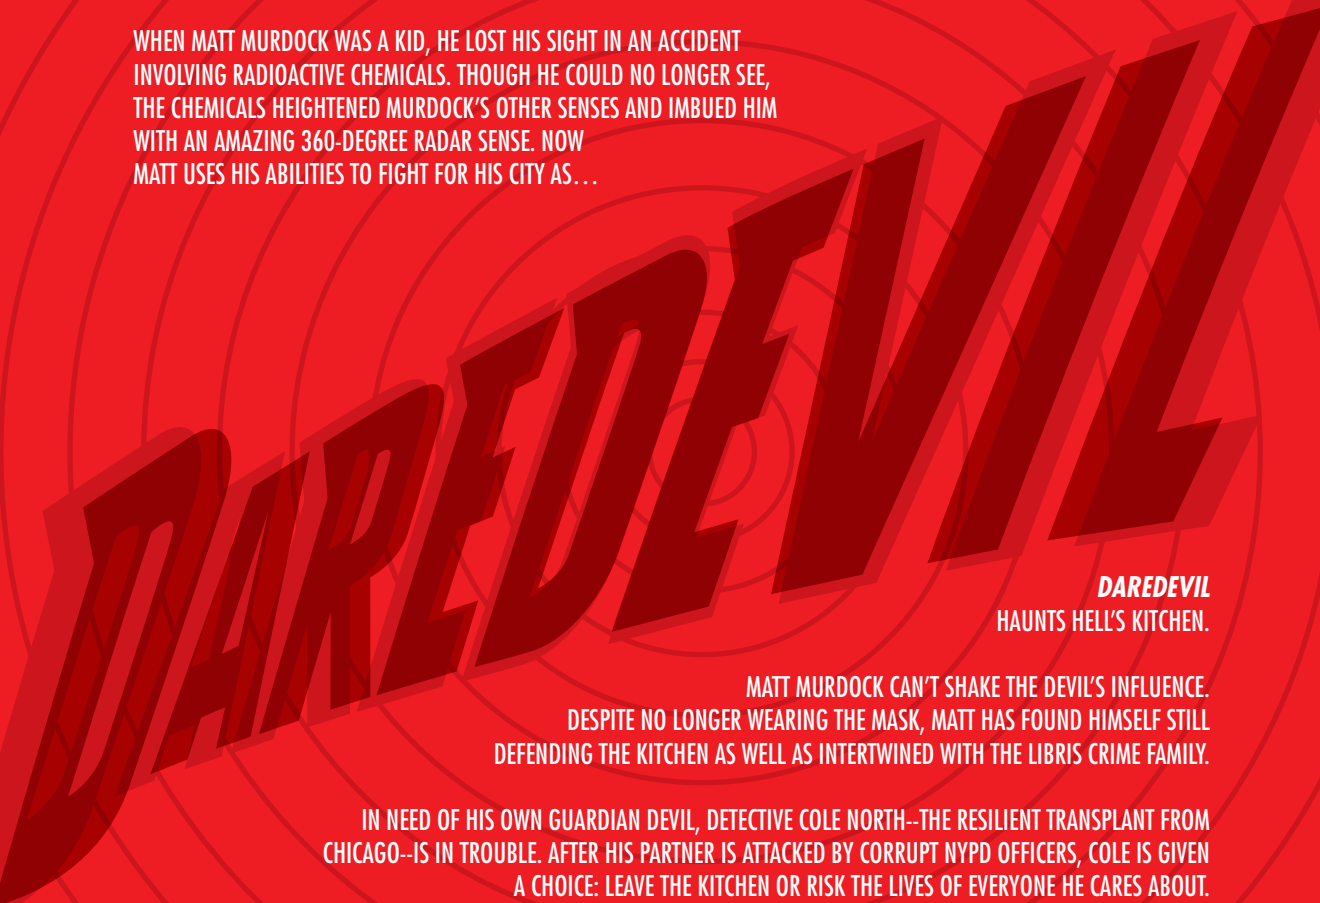 WHEN MATT MURDOCK WAS A KID, HE LOST HIS SIGHT IN AN ACCIDENT
INVOLVING RADIOACTIVE CHEMICALS. THOUGH HE COULD NO LONGER SEE,
THE CHEMICALS HEIGHTENED MURDOCK'S OTHER SENSES AND IMBUED HIM
WITH AN AMAZING 360-DEGREE RADAR SENSE. NOW
MATT USES HIS ABILITIES TO FIGHT FOR HIS CITY AS...
DAREDEVIL
DAREDEVIL
HAUNTS HELL'S KITCHEN.
MATT MURDOCK CAN'T SHAKE THE DEVIL'S INFLUENCE.
DESPITE NO LONGER WEARING THE MASK, MATT HAS FOUND HIMSELF STILL
DEFENDING THE KITCHEN AS WELL AS INTERTWINED WITH THE LIBRIS CRIME FAMILY.
IN NEED OF HIS OWN GUARDIAN DEVIL, DETECTIVE COLE NORTH--THE RESILIENT TRANSPLANT FROM
CHICAGO--IS IN TROUBLE. AFTER HIS PARTNER IS ATTACKED BY CORRUPT NYPD OFFICERS, COLE IS GIVEN
A CHOICE: LEAVE THE KITCHEN OR RISK THE LIVES OF EVERYONE HE CARES ABOUT.